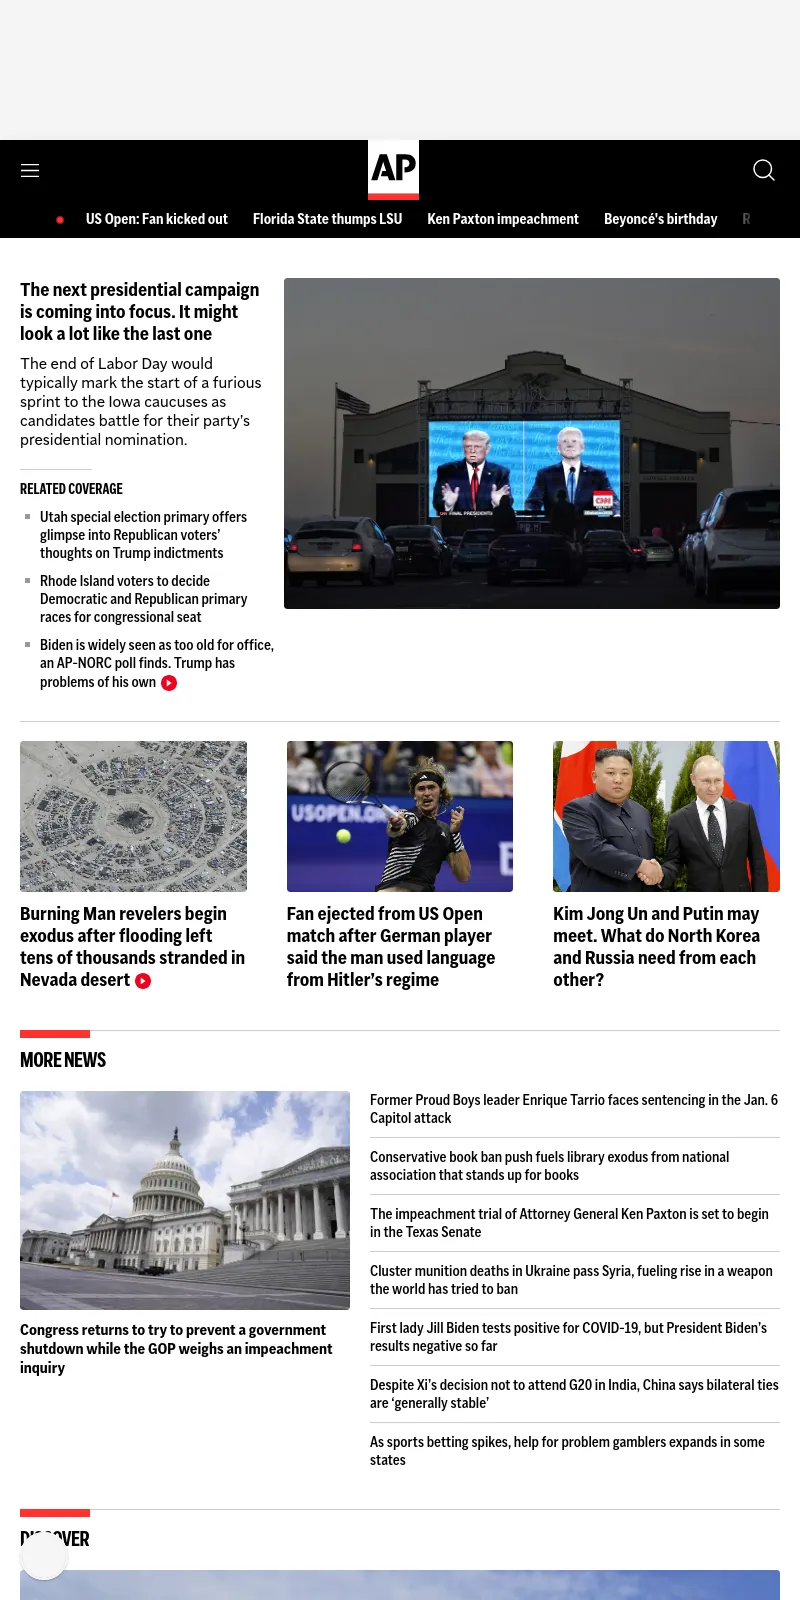 AP
US Open: Fan kicked out
Florida State thumps LSU
Ken Paxton impeachment
Beyoncé's birthday
R
The next presidential campaign
is coming into focus. It might
look a lot like the last one
The end of Labor Day would
typically mark the start of a furious
sprint to the Iowa caucuses as
candidates battle for their party’s
presidential nomination.
RELATED COVERAGE
Utah special election primary offers
glimpse into Republican voters’
thoughts on Trump indictments
Rhode Island voters to decide
Democratic and Republican primary
races for congressional seat
Biden is widely seen as too old for office,
an AP-NORC poll finds. Trump has
problems of his own
CNN
FINAL PRESIDENTI
USOPEN.OR
Burning Man revelers begin
exodus after flooding left
tens of thousands stranded in
Nevada desert
Fan ejected from US Open
match after German player
said the man used language
from Hitler’s regime
Kim Jong Un and Putin may
meet. What do North Korea
and Russia need from each
other?
MORE NEWS
Congress returns to try to prevent a government
shutdown while the GOP weighs an impeachment
inquiry
Former Proud Boys leader Enrique Tarrio faces sentencing in the Jan. 6
Capitol attack
Conservative book ban push fuels library exodus from national
association that stands up for books
The impeachment trial of Attorney General Ken Paxton is set to begin
in the Texas Senate
Cluster munition deaths in Ukraine pass Syria, fueling rise in a weapon
the world has tried to ban
First lady Jill Biden tests positive for COVID-19, but President Biden’s
results negative so far
Despite Xi’s decision not to attend G20 in India, China says bilateral ties
are ‘generally stable’
As sports betting spikes, help for problem gamblers expands in some
states
DISCOVER